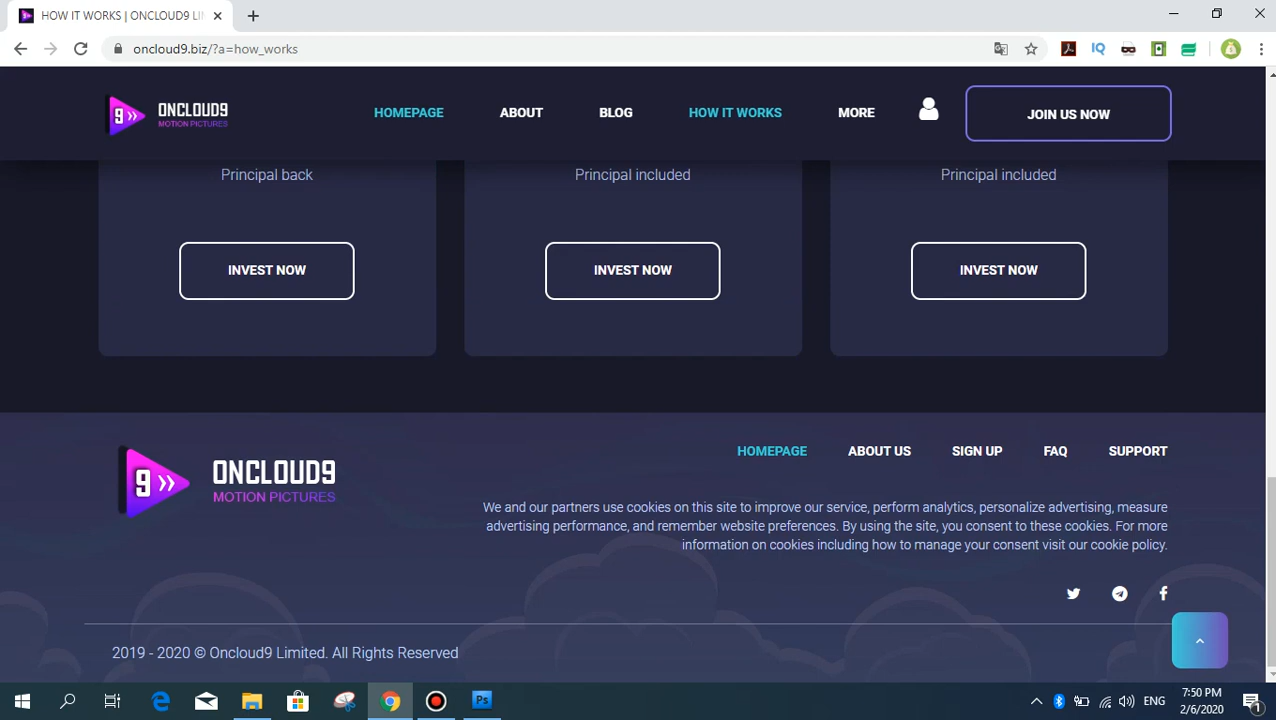 HOW IT WORKS | ONCLOUD9 LI
oncloud9.biz/?a=how_works
9 ONCLOUD9
MOTION PICTURES
HOMEPAGE ABOUT BLOG HOW IT WORKS MORE JOIN US NOW
Principal back Principal included Principal included
INVEST NOW INVEST NOW INVEST NOW
9 ONCLOUD9
MOTION PICTURES
HOMEPAGE ABOUT US SIGN UP FAQ SUPPORT
We and our partners use cookies on this site to improve our service, perform analytics, personalize advertising, measure
advertising performance, and remember website preferences. By using the site, you consent to these cookies. For more
information on cookies including how to manage your consent visit our cookie policy.
2019 - 2020 © Oncloud9 Limited. All Rights Reserved
Ps
ENG
7:50 PM
2/6/2020
1